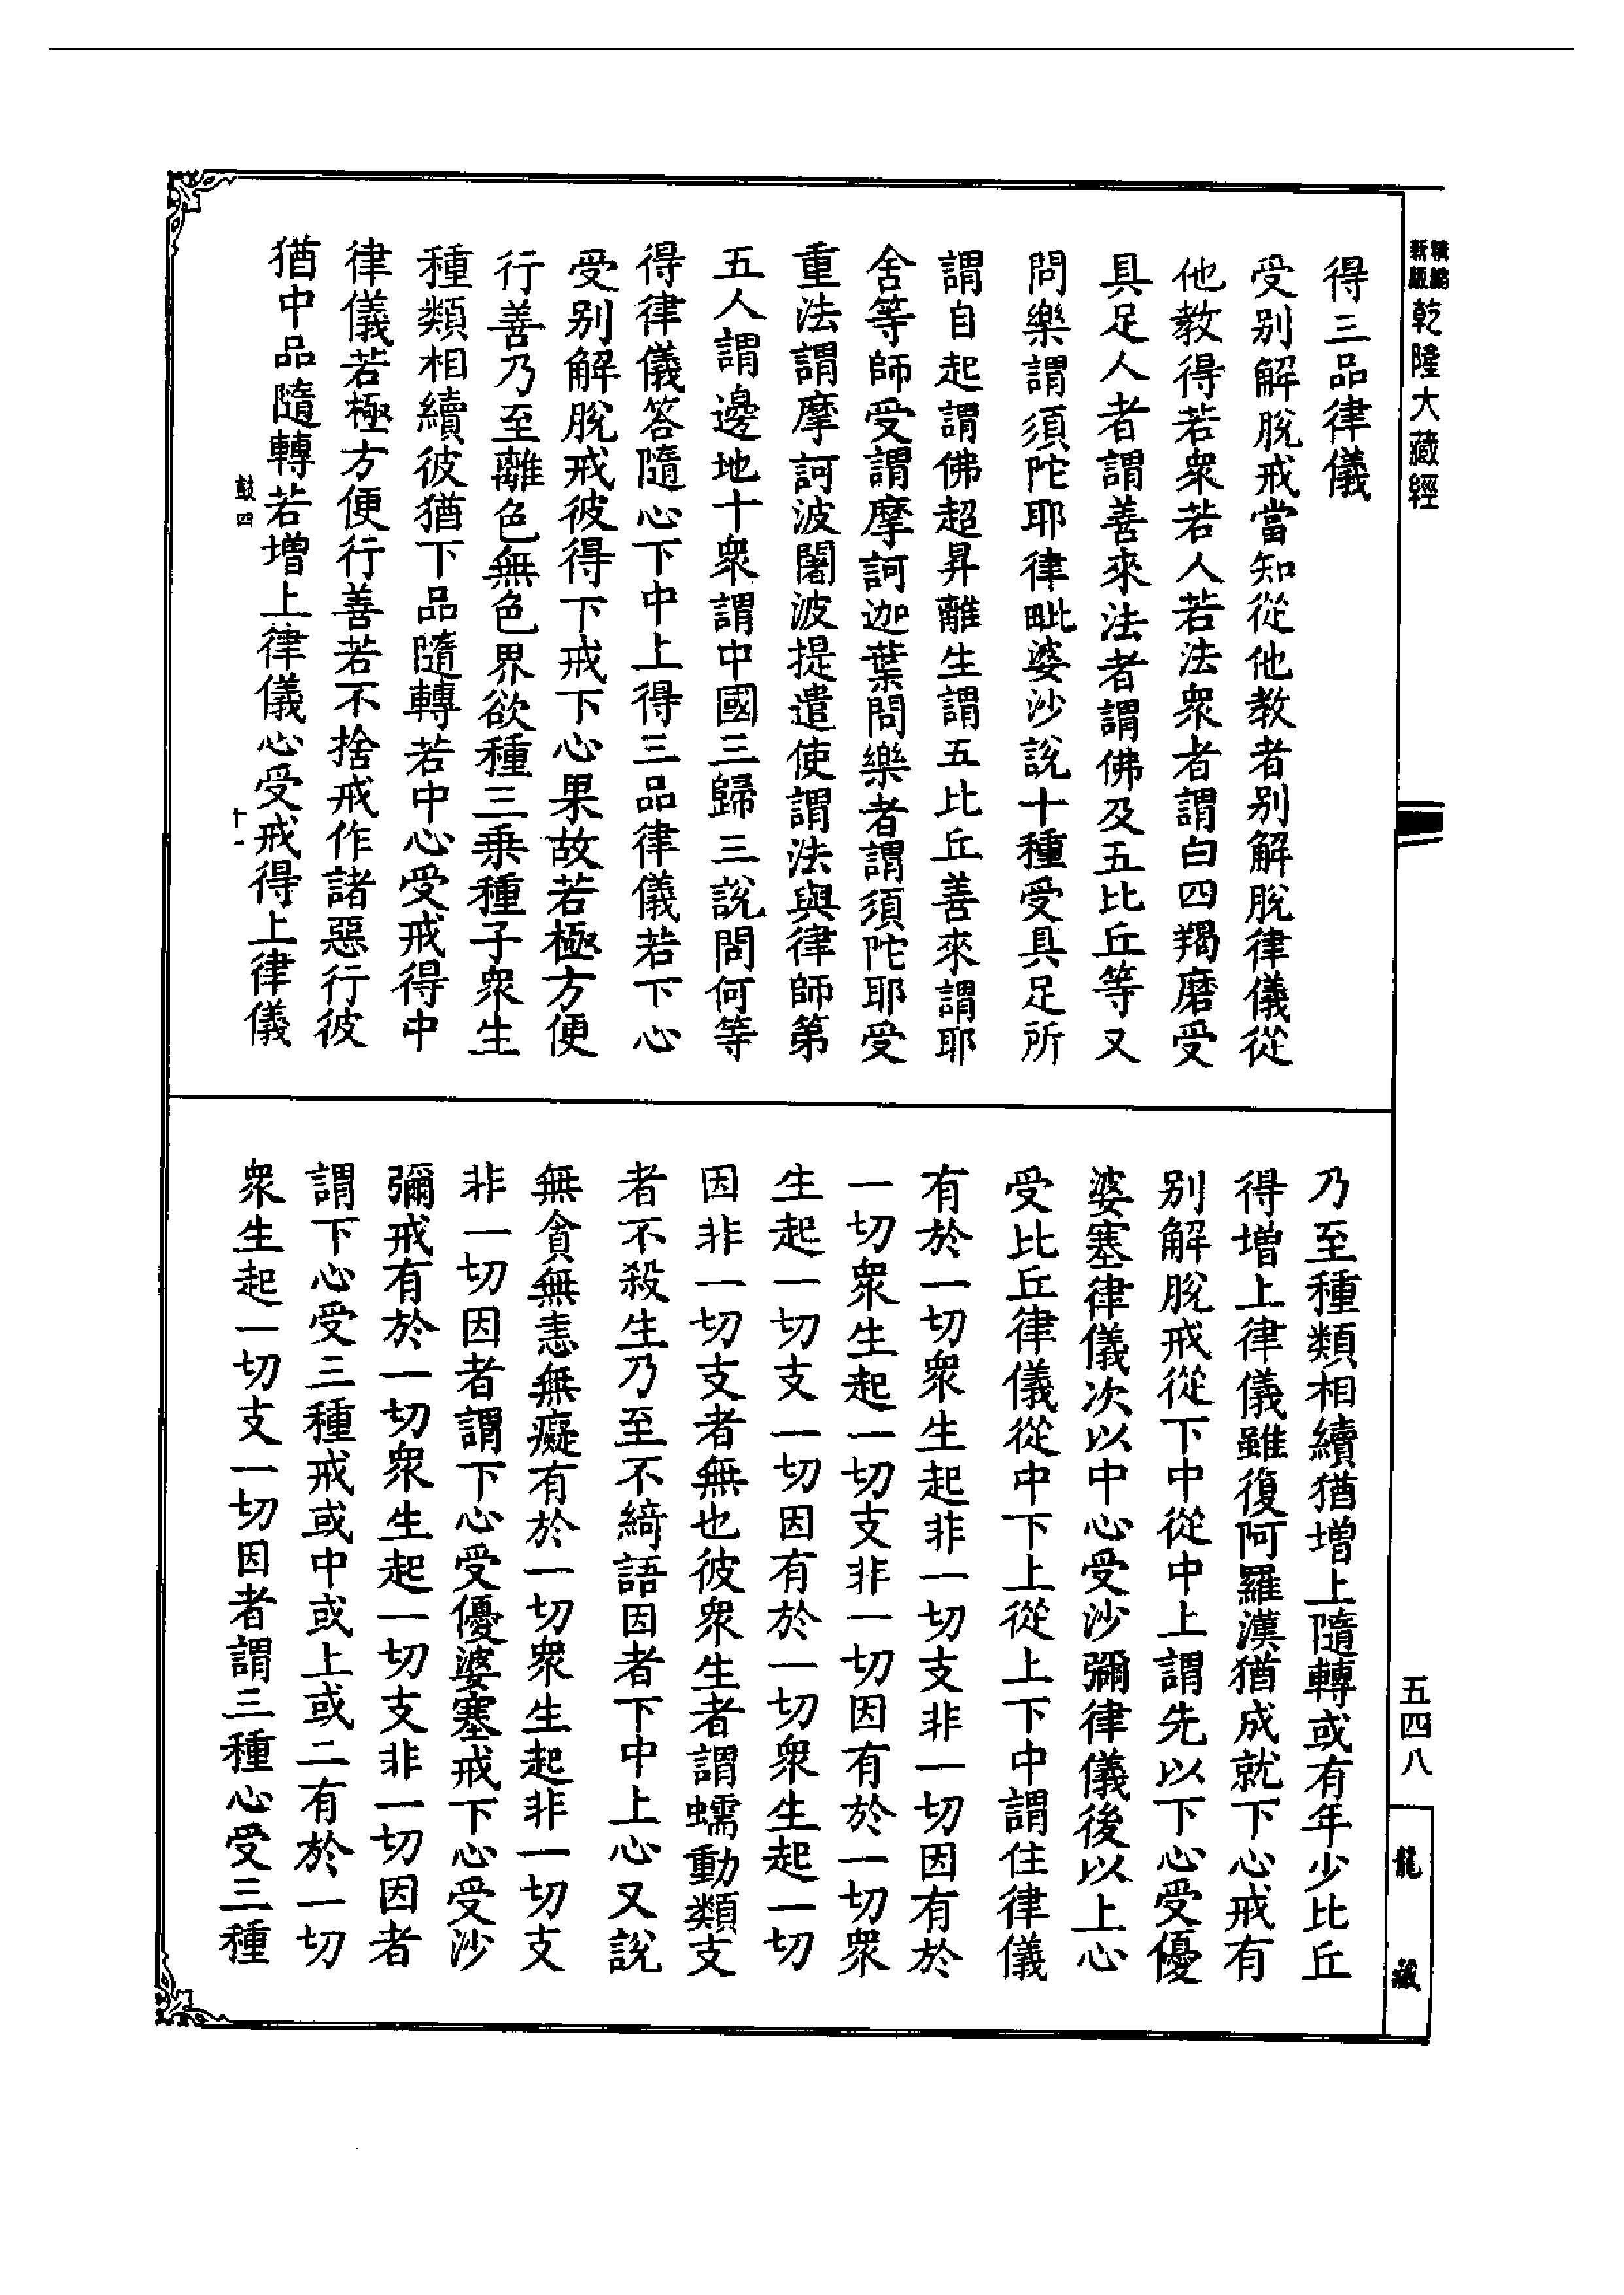 精編
新版
乾隆大藏經
得三品律儀
受别解脫戒當知從他教者别解脫律儀從
他教得若衆若人若法衆者謂白四羯磨受
具足人者謂善來法者謂佛及五比丘等又
問樂謂須陀耶律毗婆沙說十種受具足所
謂自起謂佛超昇離生謂五比丘善來謂耶
舍等師受謂摩訶迦葉問樂者謂須陀耶受
重法謂摩訶波闍波提遣使謂法與律師第
五人謂邊地十衆謂中國三歸三說問何等
得律儀答隨心下中上得三品律儀若下心
受别解脫戒彼得下戒下心果故若極方便
行善乃至離色無色界欲種三乗種子衆生
種類相續彼猶下品隨轉若中心受戒得中
律儀若極方便行善若不捨戒作諸惡行彼
猶中品隨轉若增上律儀心受戒得上律儀
鼓四
十一
乃至種類相續猶增上隨轉或有年少比丘
得增上律儀雖復阿羅漢猶成就下心戒有
别解脫戒從下中從中上謂先以下心受優
婆塞律儀次以中心受沙彌律儀後以上心
受比丘律儀從中下上從上下中謂住律儀
有於一切衆生起非一切支非一切因有於
一切衆生起一切支非一切因有於一切衆
生起一切支一切因有於一切衆生起一切
因非一切支者無也彼衆生者謂蠕動類支
者不殺生乃至不綺語因者下中上心又說
無貪無恚無癡有於一切衆生起非一切支
非一切因者謂下心受優婆塞戒下心受沙
彌戒有於一切衆生起一切支非一切因者
謂下心受三種戒或中或上或二有於一切
衆生起一切支一切因者謂三種心受三種
五四八
龍藏